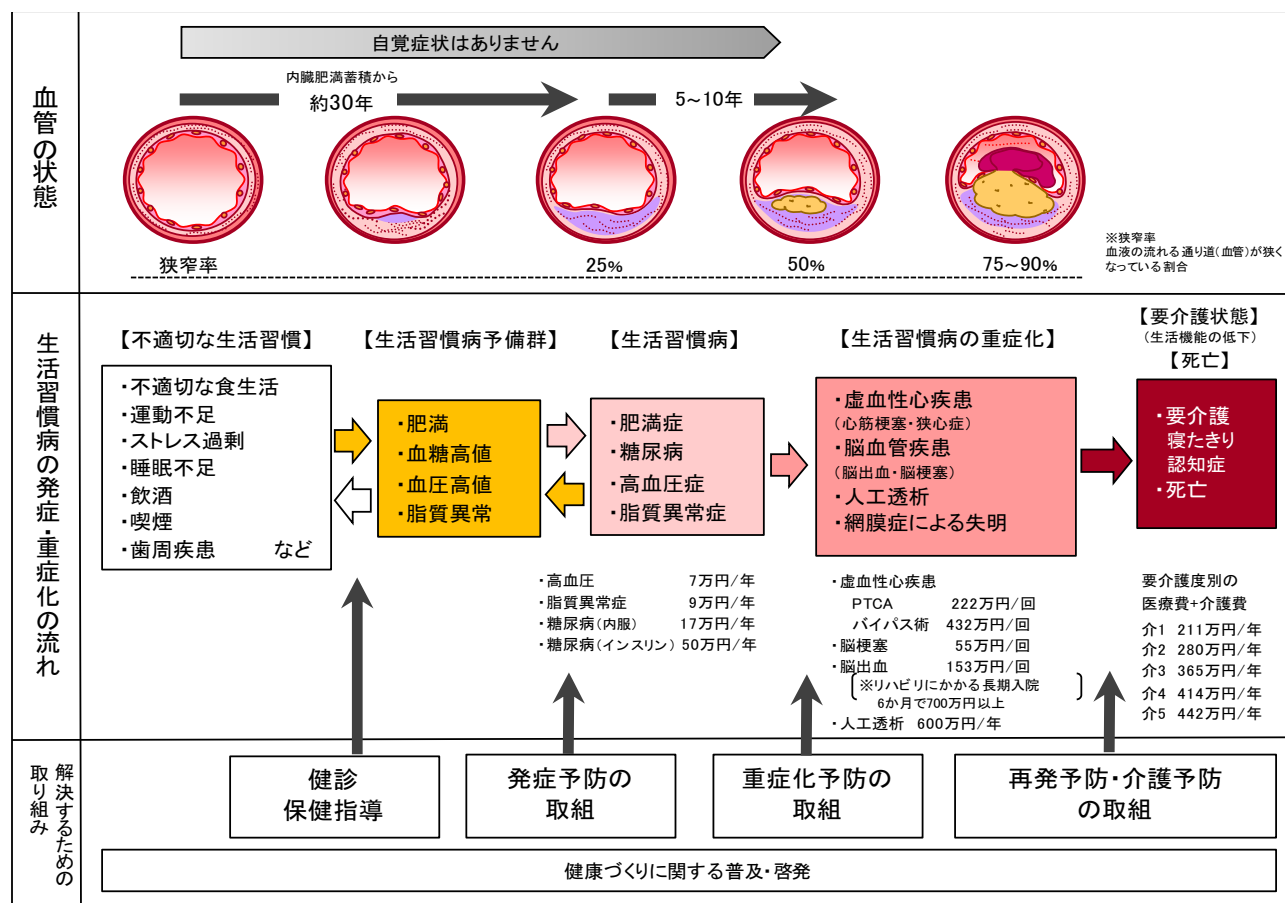 血管の状態
自覚症状はありません
内臓肥満蓄積から
約30年
5~10年
狭窄率
25%
50%
75~90%
※狭窄率
血液の流れる通り道(血管)が狭く
なっている割合
生活習慣病の発症・重症化の流れ
【不適切な生活習慣】
・不適切な食生活
・運動不足
・ストレス過剰
・睡眠不足
・飲酒
・喫煙
・歯周疾患 など
【生活習慣病予備群】
・肥満
・血糖高値
・血圧高値
・脂質異常
【生活習慣病】
・肥満症
・糖尿病
・高血圧症
・脂質異常症
【生活習慣病の重症化】
・虚血性心疾患
(心筋梗塞・狭心症)
・脳血管疾患
(脳出血・脳梗塞)
・人工透析
・網膜症による失明
【要介護状態】
(生活機能の低下)
【死亡】
・要介護
寝たきり
認知症
・死亡
・高血圧 7万円/年
・脂質異常症 9万円/年
・糖尿病(内服) 17万円/年
・糖尿病(インスリン) 50万円/年
・虚血性心疾患
PTCA 222万円/回
バイパス術 432万円/回
・脳梗塞 55万円/回
・脳出血 153万円/回
※リハビリにかかる長期入院
6か月で700万円以上
・人工透析 600万円/年
要介護度別の
医療費+介護費
介1 211万円/年
介2 280万円/年
介3 365万円/年
介4 414万円/年
介5 442万円/年
解決するための
取り組み
健診
保健指導
発症予防の
取組
重症化予防の
取組
再発予防・介護予防
の取組
健康づくりに関する普及・啓発